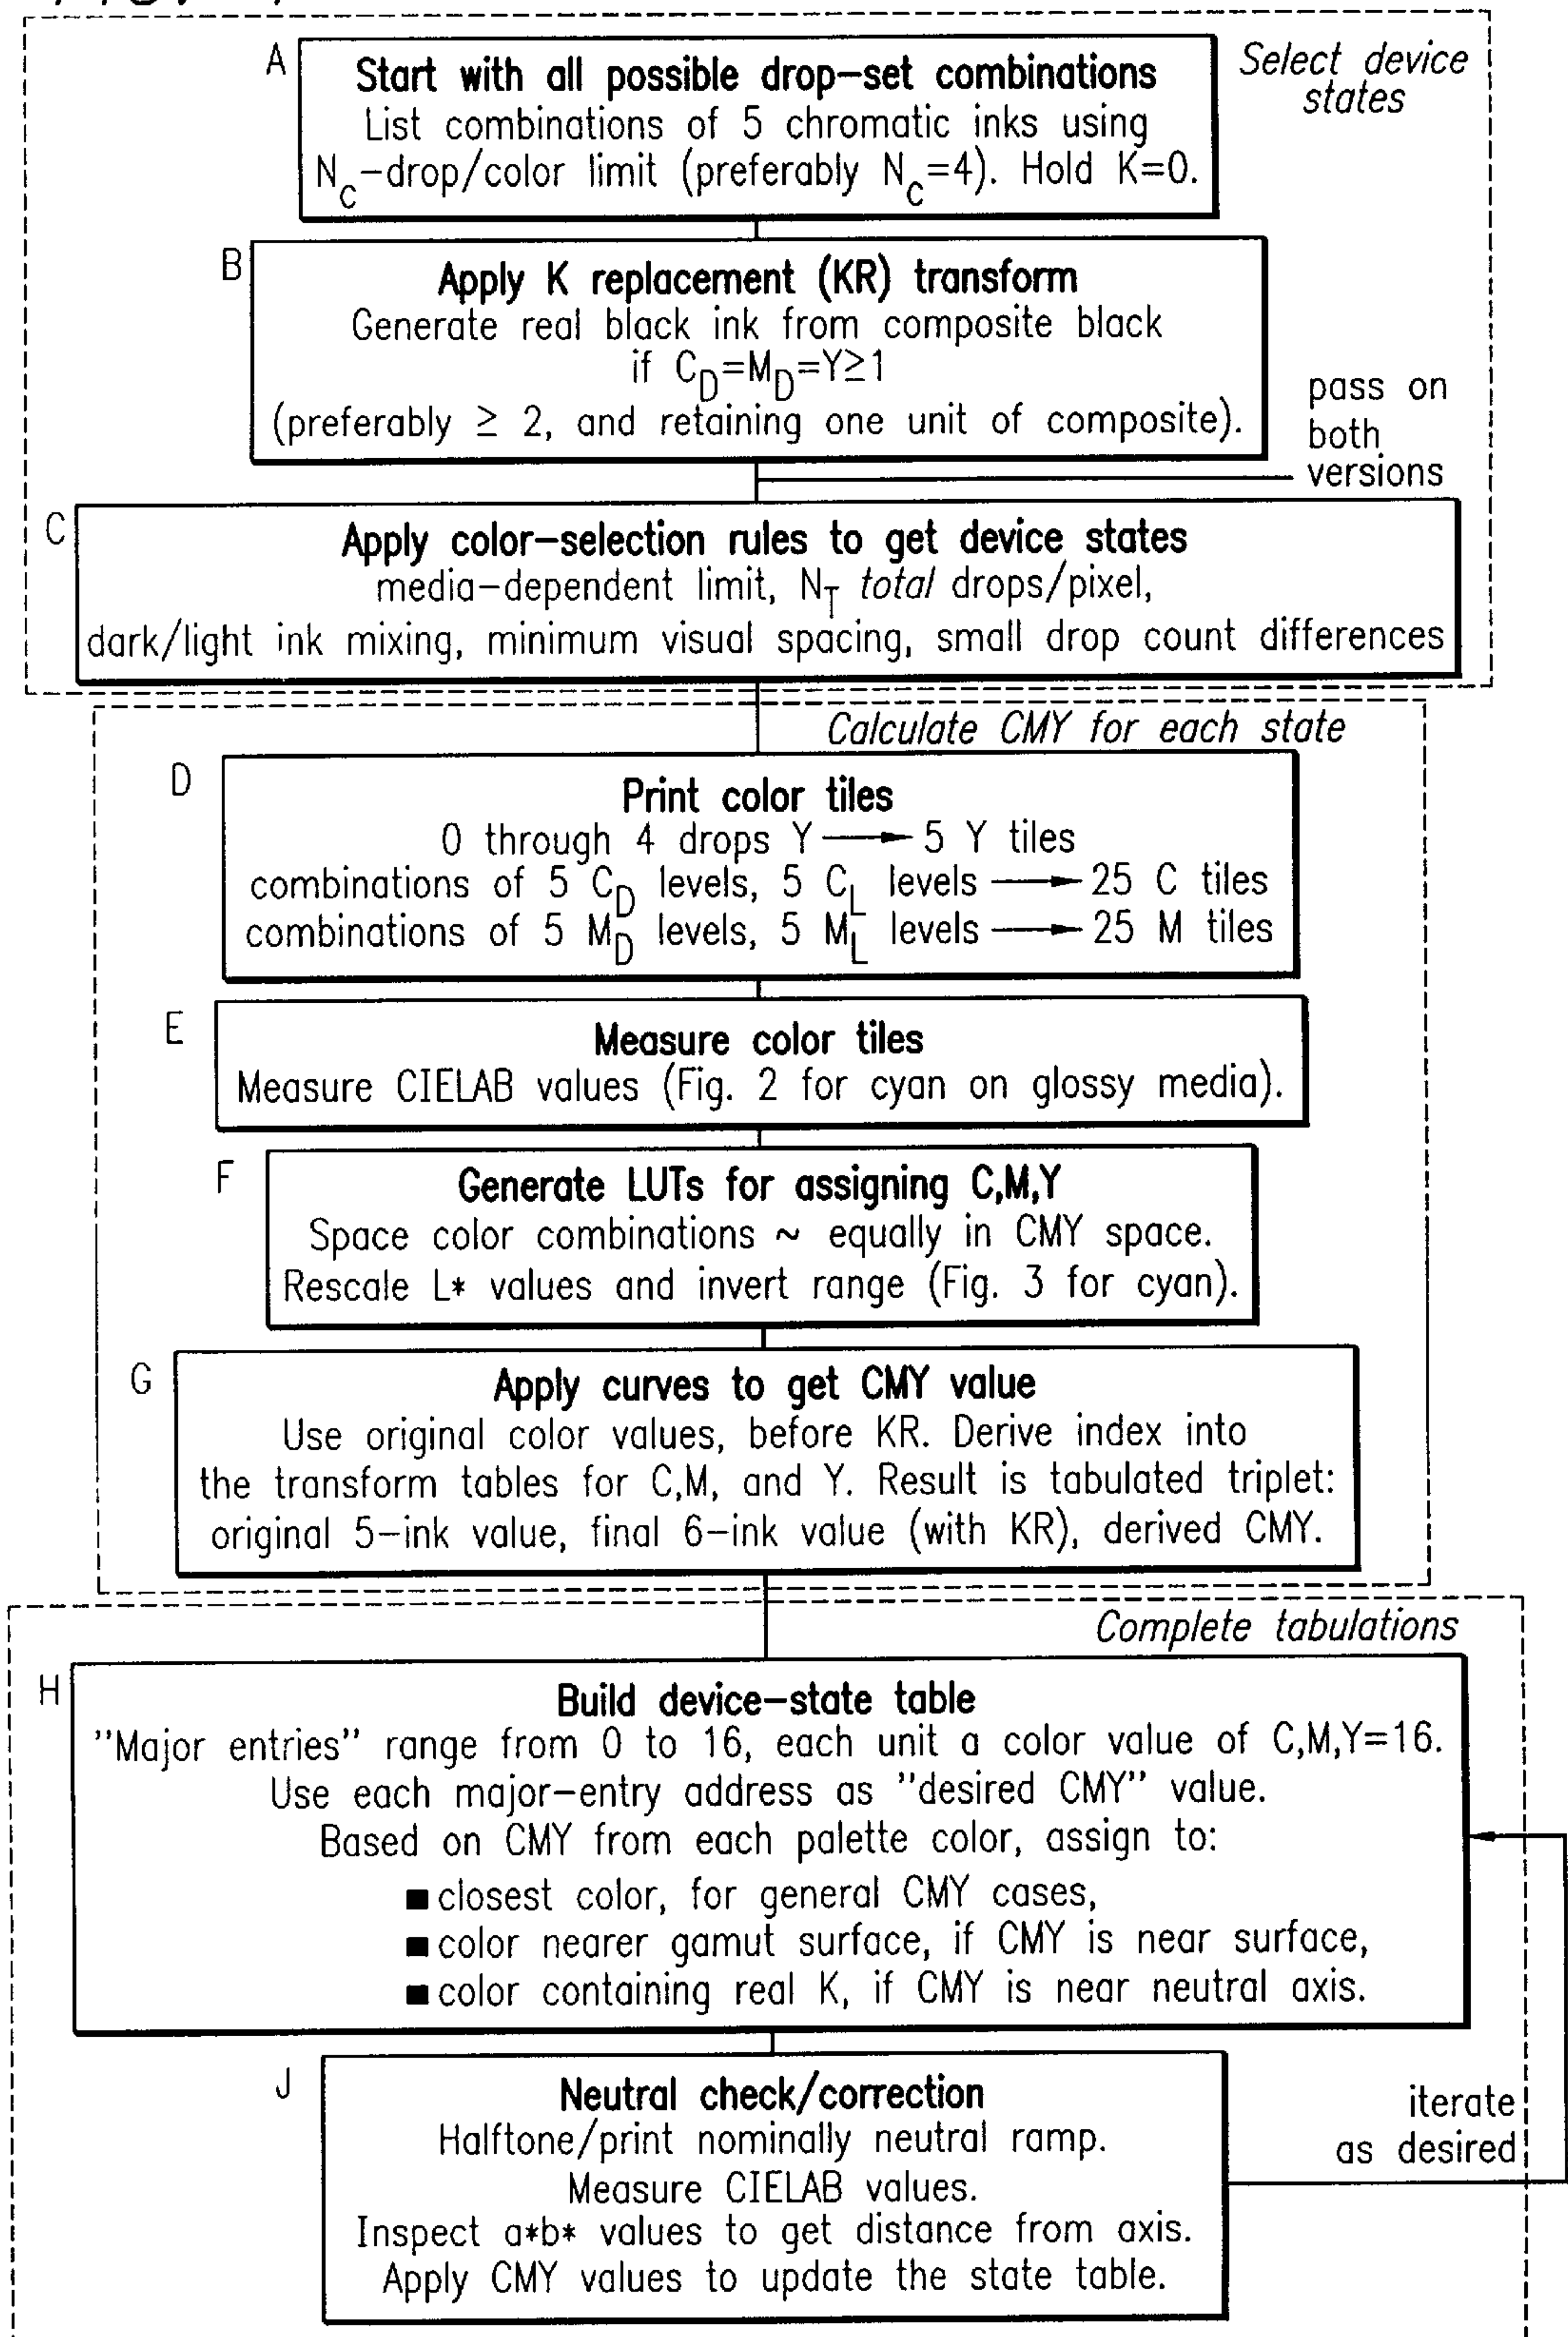 A
Start with all possible drop-set combinations
List combinations of 5 chromatic inks using
N_C-drop/color limit (preferably N_C=4). Hold K=0.
Select device
states
B
Apply K replacement (KR) transform
Generate real black ink from composite black
if C_D=M_D=Y≥1
(preferably ≥ 2, and retaining one unit of composite).
pass on
both
versions
C
Apply color-selection rules to get device states
media-dependent limit, N_T total drops/pixel,
dark/light ink mixing, minimum visual spacing, small drop count differences
Calculate CMY for each state
D
Print color tiles
0 through 4 drops Y → 5 Y tiles
combinations of 5 C_D levels, 5 C_L levels → 25 C tiles
combinations of 5 M_D levels, 5 M_L levels → 25 M tiles
E
Measure color tiles
Measure CIELAB values (Fig. 2 for cyan on glossy media).
F
Generate LUTs for assigning C,M,Y
Space color combinations ~ equally in CMY space.
Rescale L* values and invert range (Fig. 3 for cyan).
G
Apply curves to get CMY value
Use original color values, before KR. Derive index into
the transform tables for C,M, and Y. Result is tabulated triplet:
original 5-ink value, final 6-ink value (with KR), derived CMY.
Complete tabulations
H
Build device-state table
"Major entries" range from 0 to 16, each unit a color value of C,M,Y=16.
Use each major-entry address as "desired CMY" value.
Based on CMY from each palette color, assign to:
■ closest color, for general CMY cases,
■ color nearer gamut surface, if CMY is near surface,
■ color containing real K, if CMY is near neutral axis.
J
Neutral check/correction
Halftone/print nominally neutral ramp.
Measure CIELAB values.
Inspect a*b* values to get distance from axis.
Apply CMY values to update the state table.
iterate
as desired